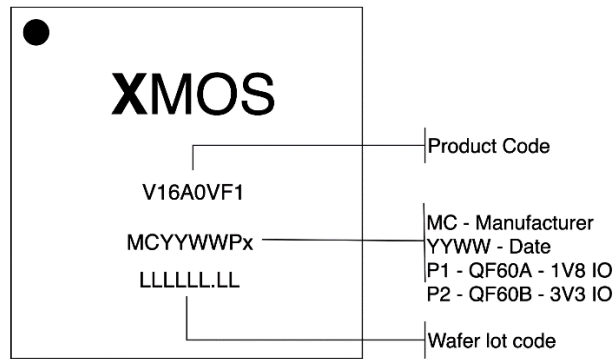 XMOS
Product Code
V16A0VF1
MC - Manufacturer
MCYYWWPx
YYWW - Date
P1 - QF60A - 1V8 IO
LLLLLL.LL
P2 - QF60B - 3V3 IO
Wafer lot code